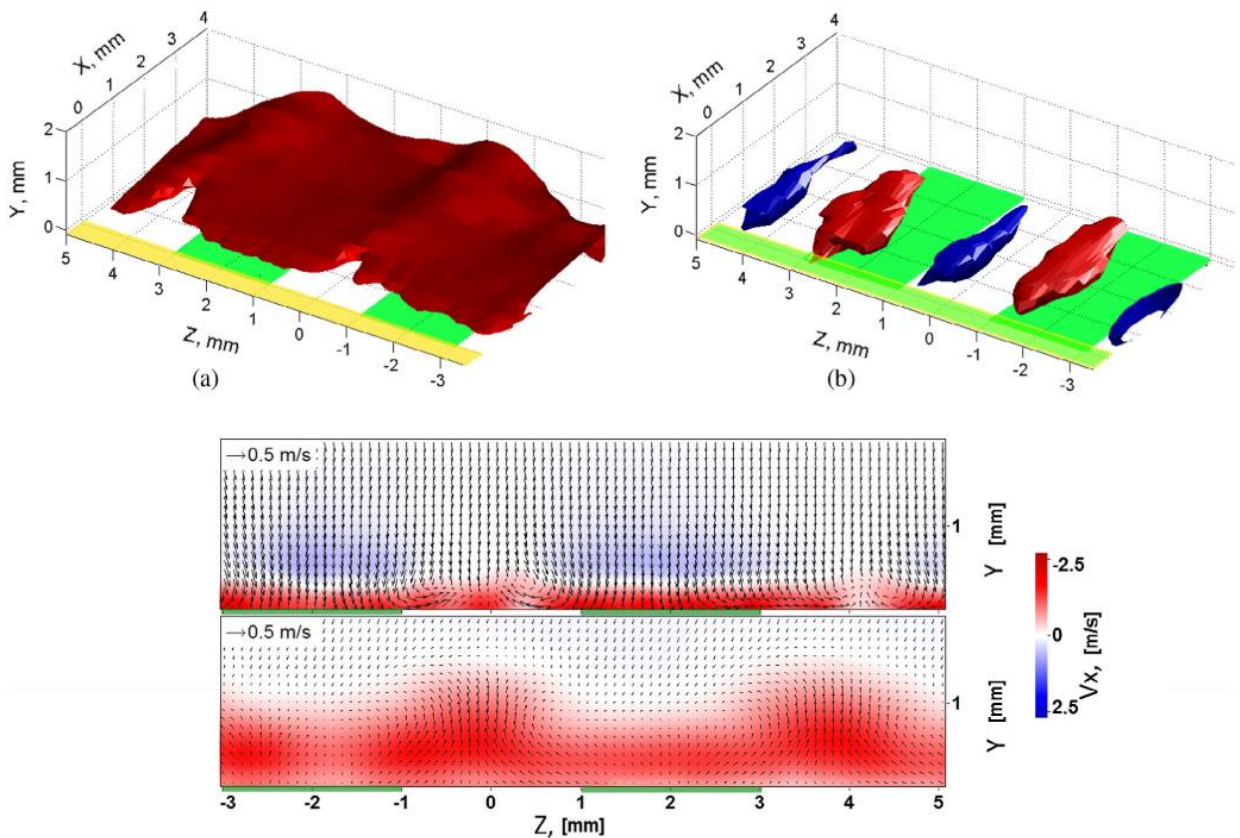 X, mm
0 1 2 3 4
Y, mm
2
1
0
5 4 3 2 1 0 -1 -2 -3
Z, mm
(a)
X, mm
0 1 2 3 4
Y, mm
2
1
0
5 4 3 2 1 0 -1 -2 -3
Z, mm
(b)
→0.5 m/s
1
Y [mm]
→0.5 m/s
1
Y [mm]
-3 -2 -1 0 1 2 3 4 5
Z, [mm]
-2.5
0
2.5
Vx, [m/s]